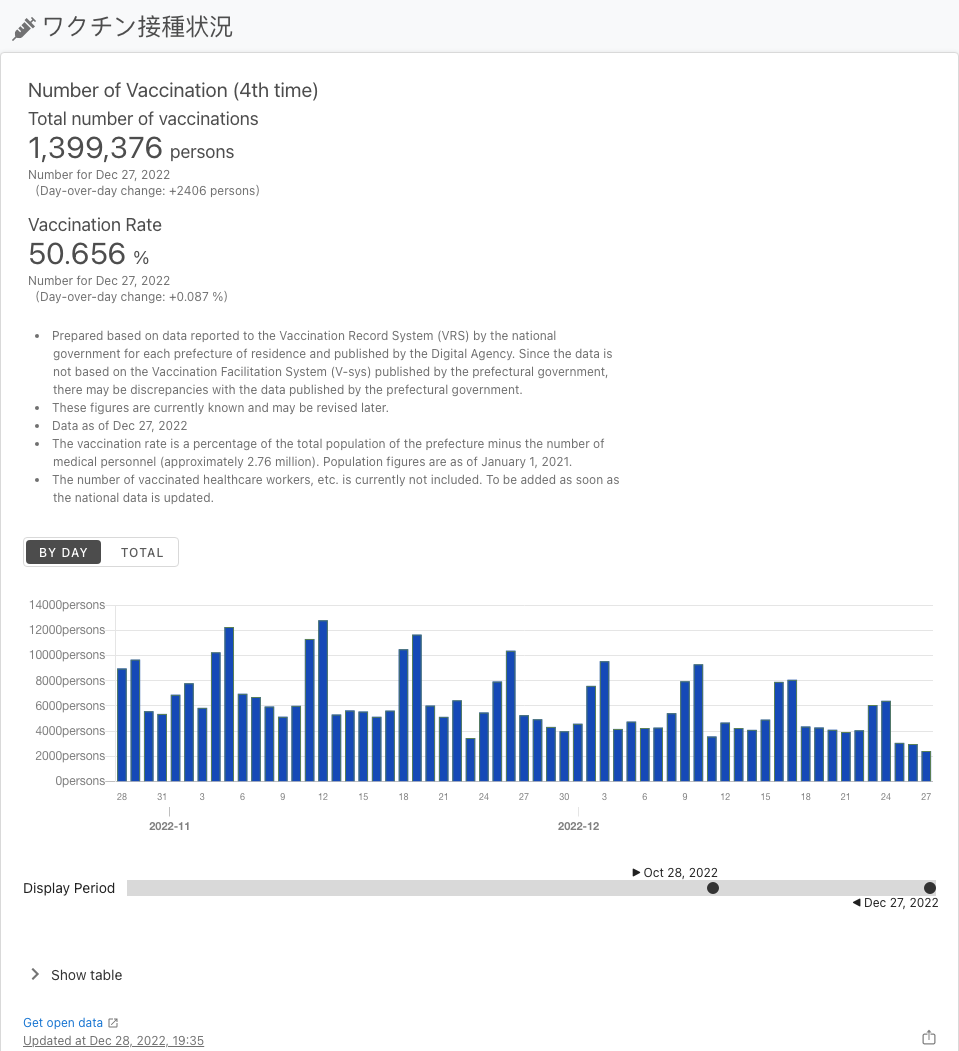 ワクチン接種状況
Number of Vaccination (4th time)
Total number of vaccinations
1,399,376 persons
Number for Dec 27, 2022
(Day-over-day change: +2406 persons)
Vaccination Rate
50.656 %
Number for Dec 27, 2022
(Day-over-day change: +0.087 %)
• Prepared based on data reported to the Vaccination Record System (VRS) by the national
government for each prefecture of residence and published by the Digital Agency. Since the data is
not based on the Vaccination Facilitation System (V-sys) published by the prefectural government,
there may be discrepancies with the data published by the prefectural government.
• These figures are currently known and may be revised later.
• Data as of Dec 27, 2022
• The vaccination rate is a percentage of the total population of the prefecture minus the number of
medical personnel (approximately 2.76 million). Population figures are as of January 1, 2021.
• The number of vaccinated healthcare workers, etc. is currently not included. To be added as soon as
the national data is updated.
BY DAY TOTAL
14000persons
12000persons
10000persons
8000persons
6000persons
4000persons
2000persons
0persons
28 31 3 6 9 12 15 18 21 24 27 30 3 6 9 12 15 18 21 24 27
2022-11 2022-12
Oct 28, 2022
Display Period
Dec 27, 2022
Show table
Get open data
Updated at Dec 28, 2022, 19:35